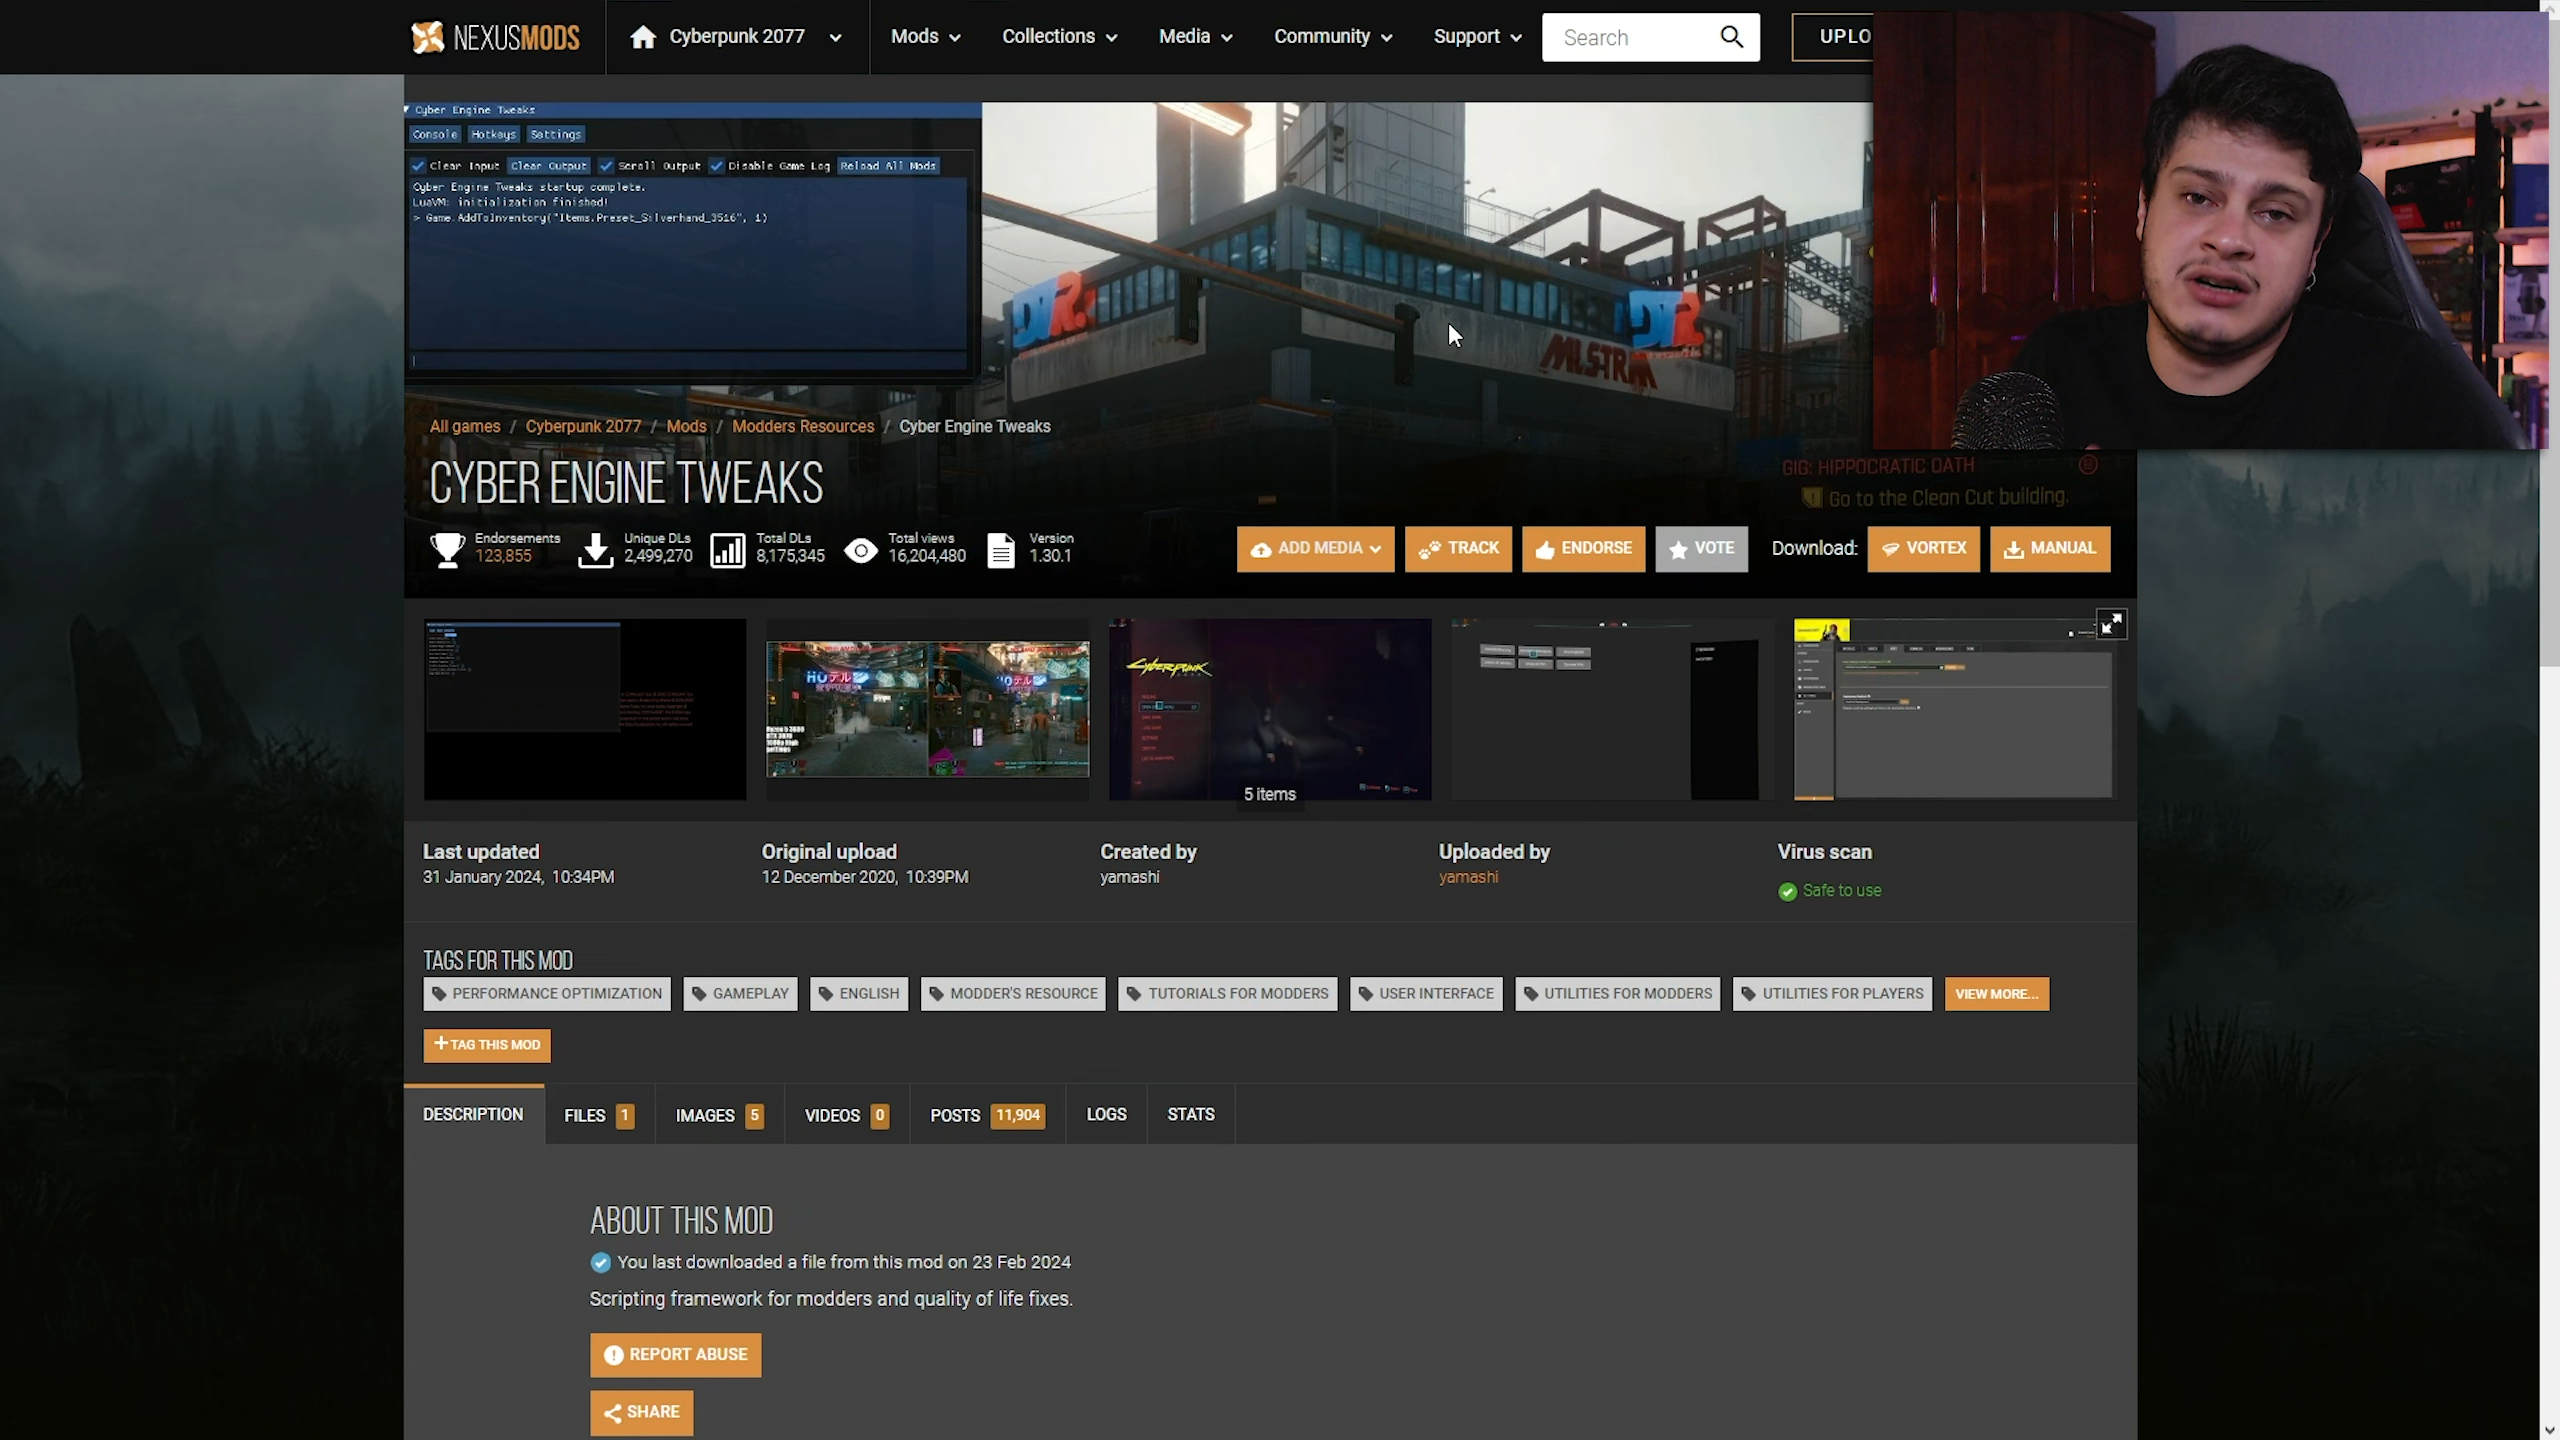 NEXUSMODS
Cyberpunk 2077
Mods
Collections
Media
Community
Support
Search
UPLO
Cyber Engine Tweaks
Console Hotkeys Settings
Clear Input Clear Output Scroll Output Disable Game Log Reload All Mods
Cyber Engine Tweaks startup complete.
LuaVM: initialization finished!
> Game.AddToInventory("Items.Preset_Silverhand_3516", 1)
MLSTRM
All games / Cyberpunk 2077 / Mods / Modders Resources / Cyber Engine Tweaks
CYBER ENGINE TWEAKS
GIG: HIPPOCRATIC OATH
Go to the Clean Cut building.
Endorsements
123,855
Unique DLs
2,499,270
Total DLs
8,175,345
Total views
16,204,480
Version
1.30.1
ADD MEDIA
TRACK
ENDORSE
VOTE
Download:
VORTEX
MANUAL
ホテル
CYBERPUNK
5 items
Last updated
31 January 2024, 10:34PM
Original upload
12 December 2020, 10:39PM
Created by
yamashi
Uploaded by
yamashi
Virus scan
Safe to use
TAGS FOR THIS MOD
PERFORMANCE OPTIMIZATION
GAMEPLAY
ENGLISH
MODDER'S RESOURCE
TUTORIALS FOR MODDERS
USER INTERFACE
UTILITIES FOR MODDERS
UTILITIES FOR PLAYERS
VIEW MORE...
+ TAG THIS MOD
DESCRIPTION
FILES 1
IMAGES 5
VIDEOS 0
POSTS 11,904
LOGS
STATS
ABOUT THIS MOD
You last downloaded a file from this mod on 23 Feb 2024
Scripting framework for modders and quality of life fixes.
REPORT ABUSE
SHARE